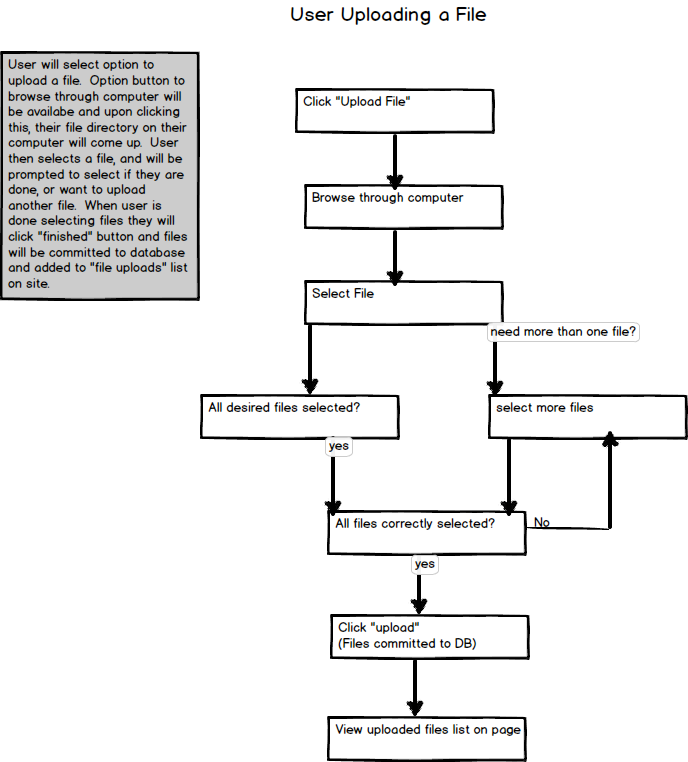 User Uploading a File
User will select option to
upload a file. Option button to
browse through computer will
be availabe and upon clicking
this, their file directory on their
computer will come up. User
then selects a file, and will be
prompted to select if they are
done, or want to upload
another file. When user is
done selecting files they will
click "finished" button and files
will be committed to database
and added to "file uploads" list
on site.
Click "Upload File"
Browse through computer
Select File
need more than one file?
All desired files selected?
select more files
yes
All files correctly selected?
No
yes
Click "upload"
(Files committed to DB)
View uploaded files list on page